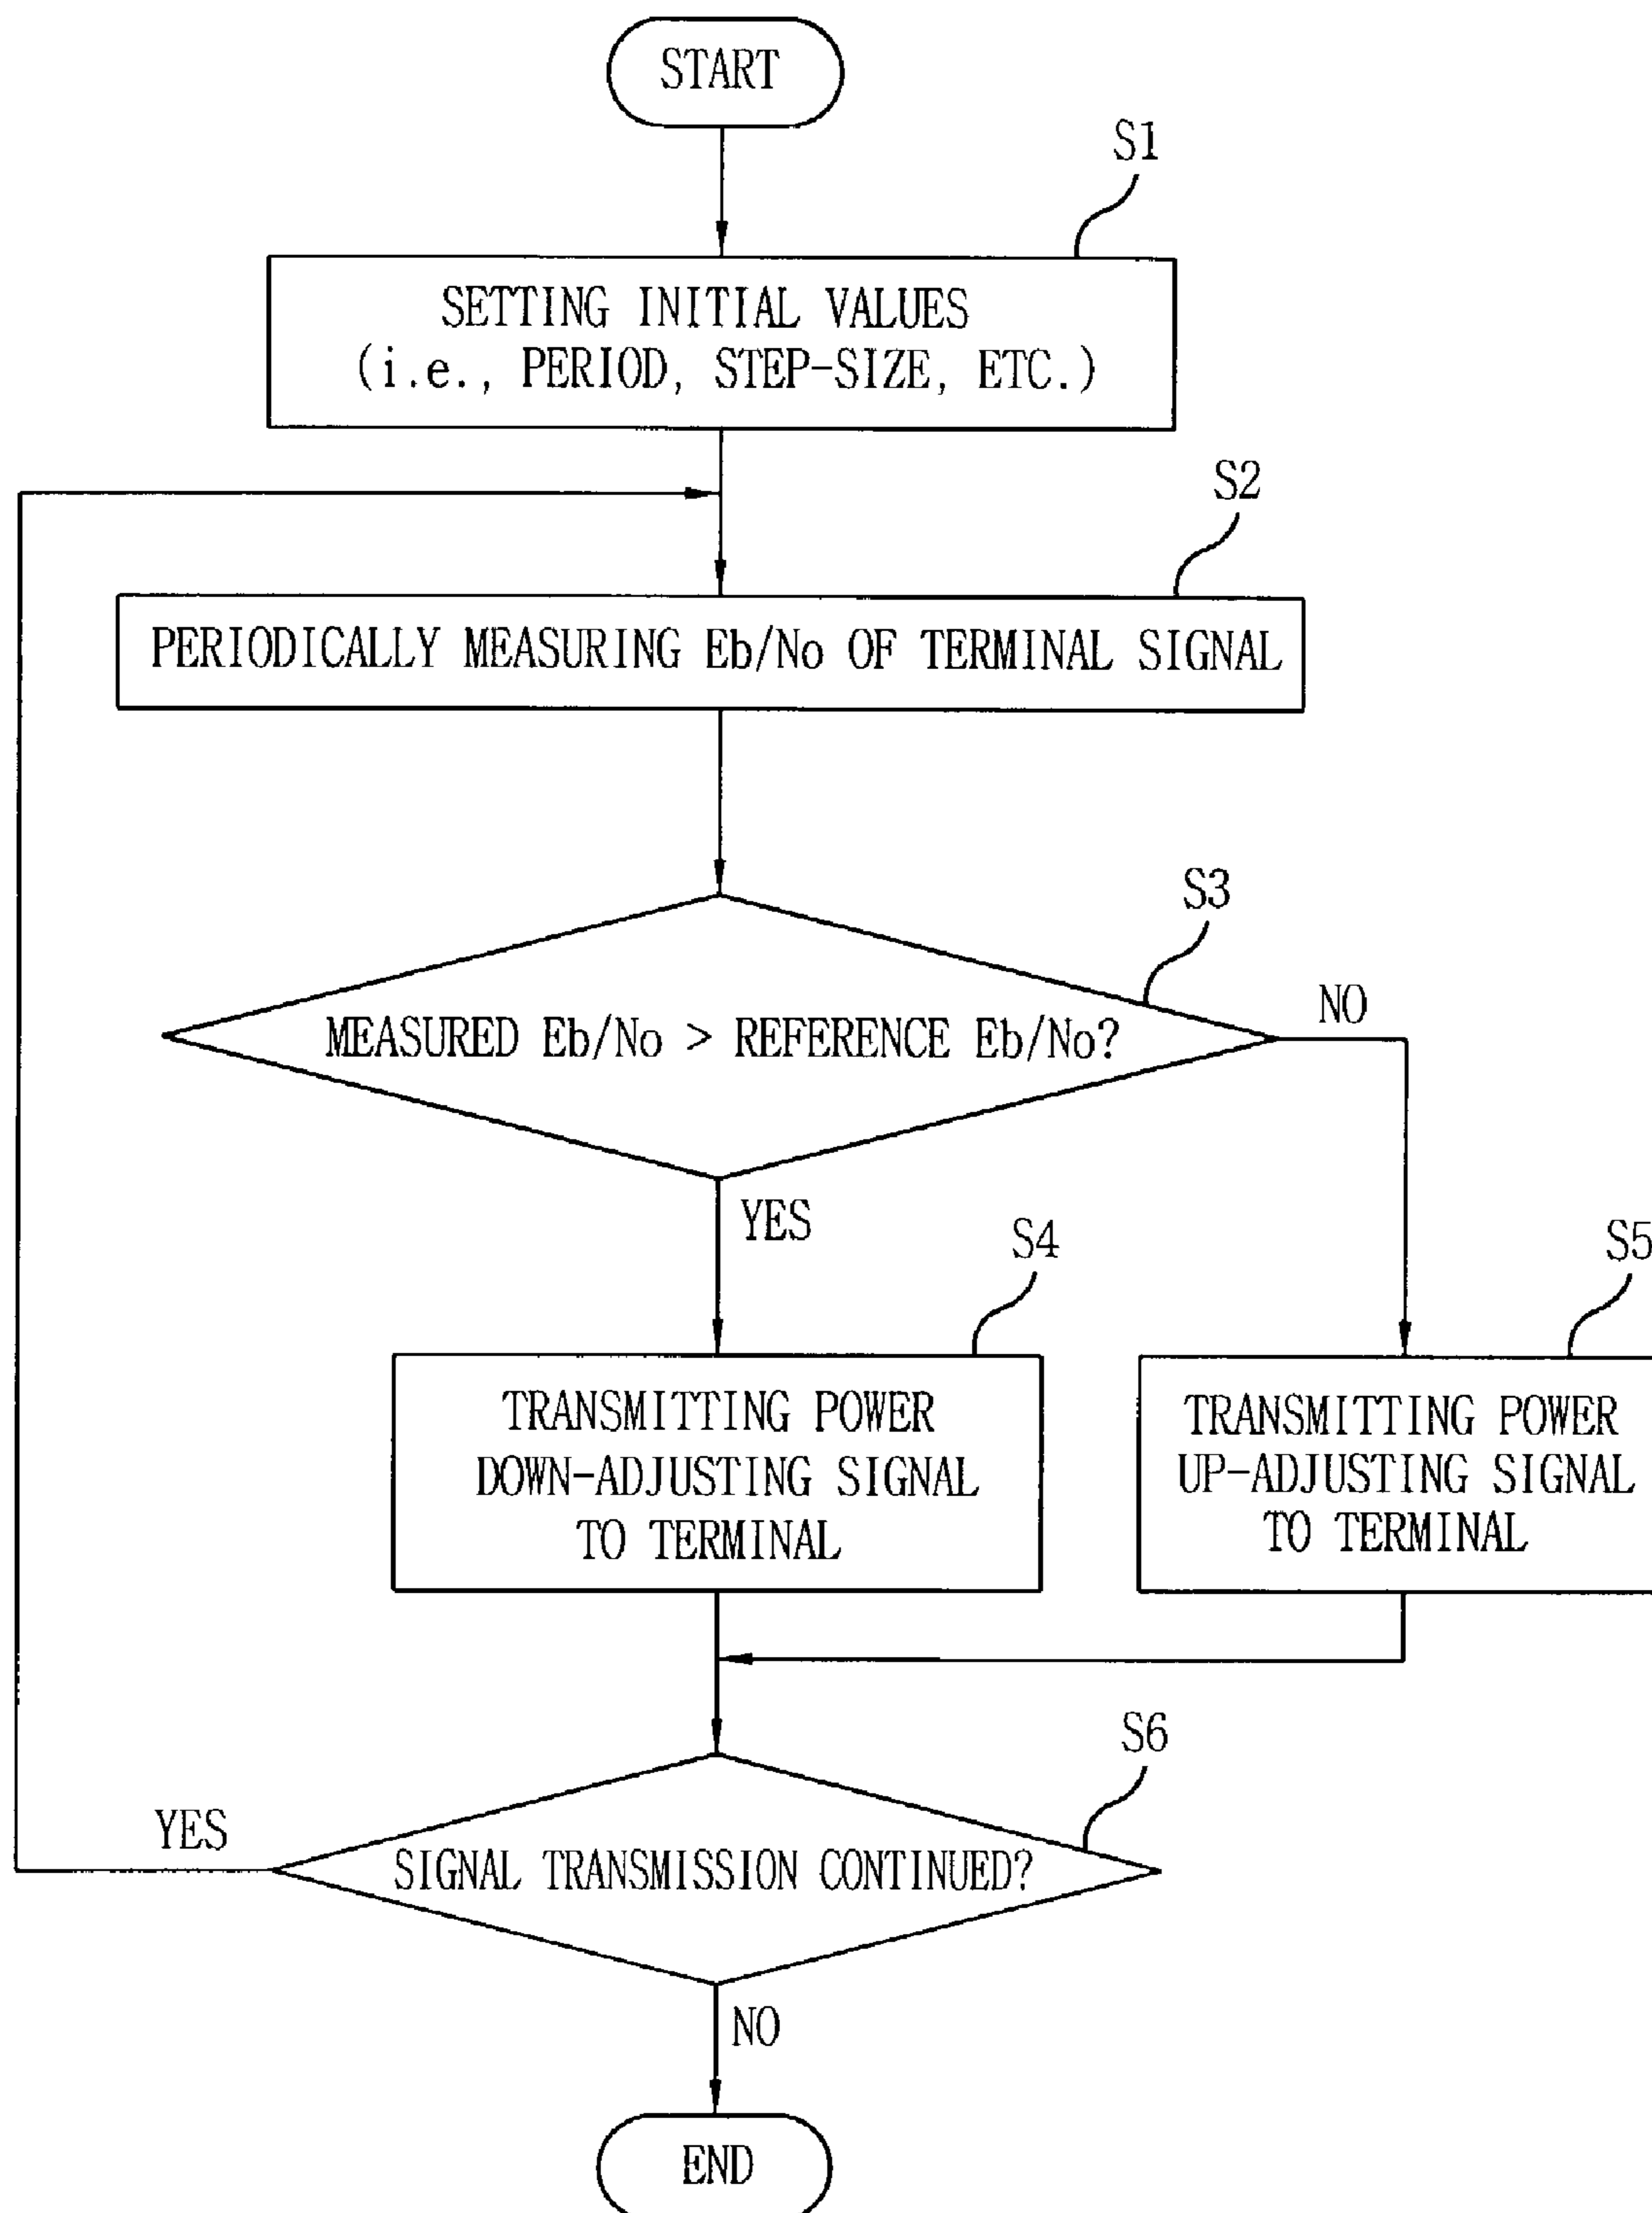 START
S1
SETTING INITIAL VALUES
(i.e., PERIOD, STEP-SIZE, ETC.)
S2
PERIODICALLY MEASURING Eb/No OF TERMINAL SIGNAL
S3
MEASURED Eb/No > REFERENCE Eb/No?
NO
YES
S4
TRANSMITTING POWER
DOWN-ADJUSTING SIGNAL
TO TERMINAL
S5
TRANSMITTING POWER
UP-ADJUSTING SIGNAL
TO TERMINAL
S6
SIGNAL TRANSMISSION CONTINUED?
YES
NO
END